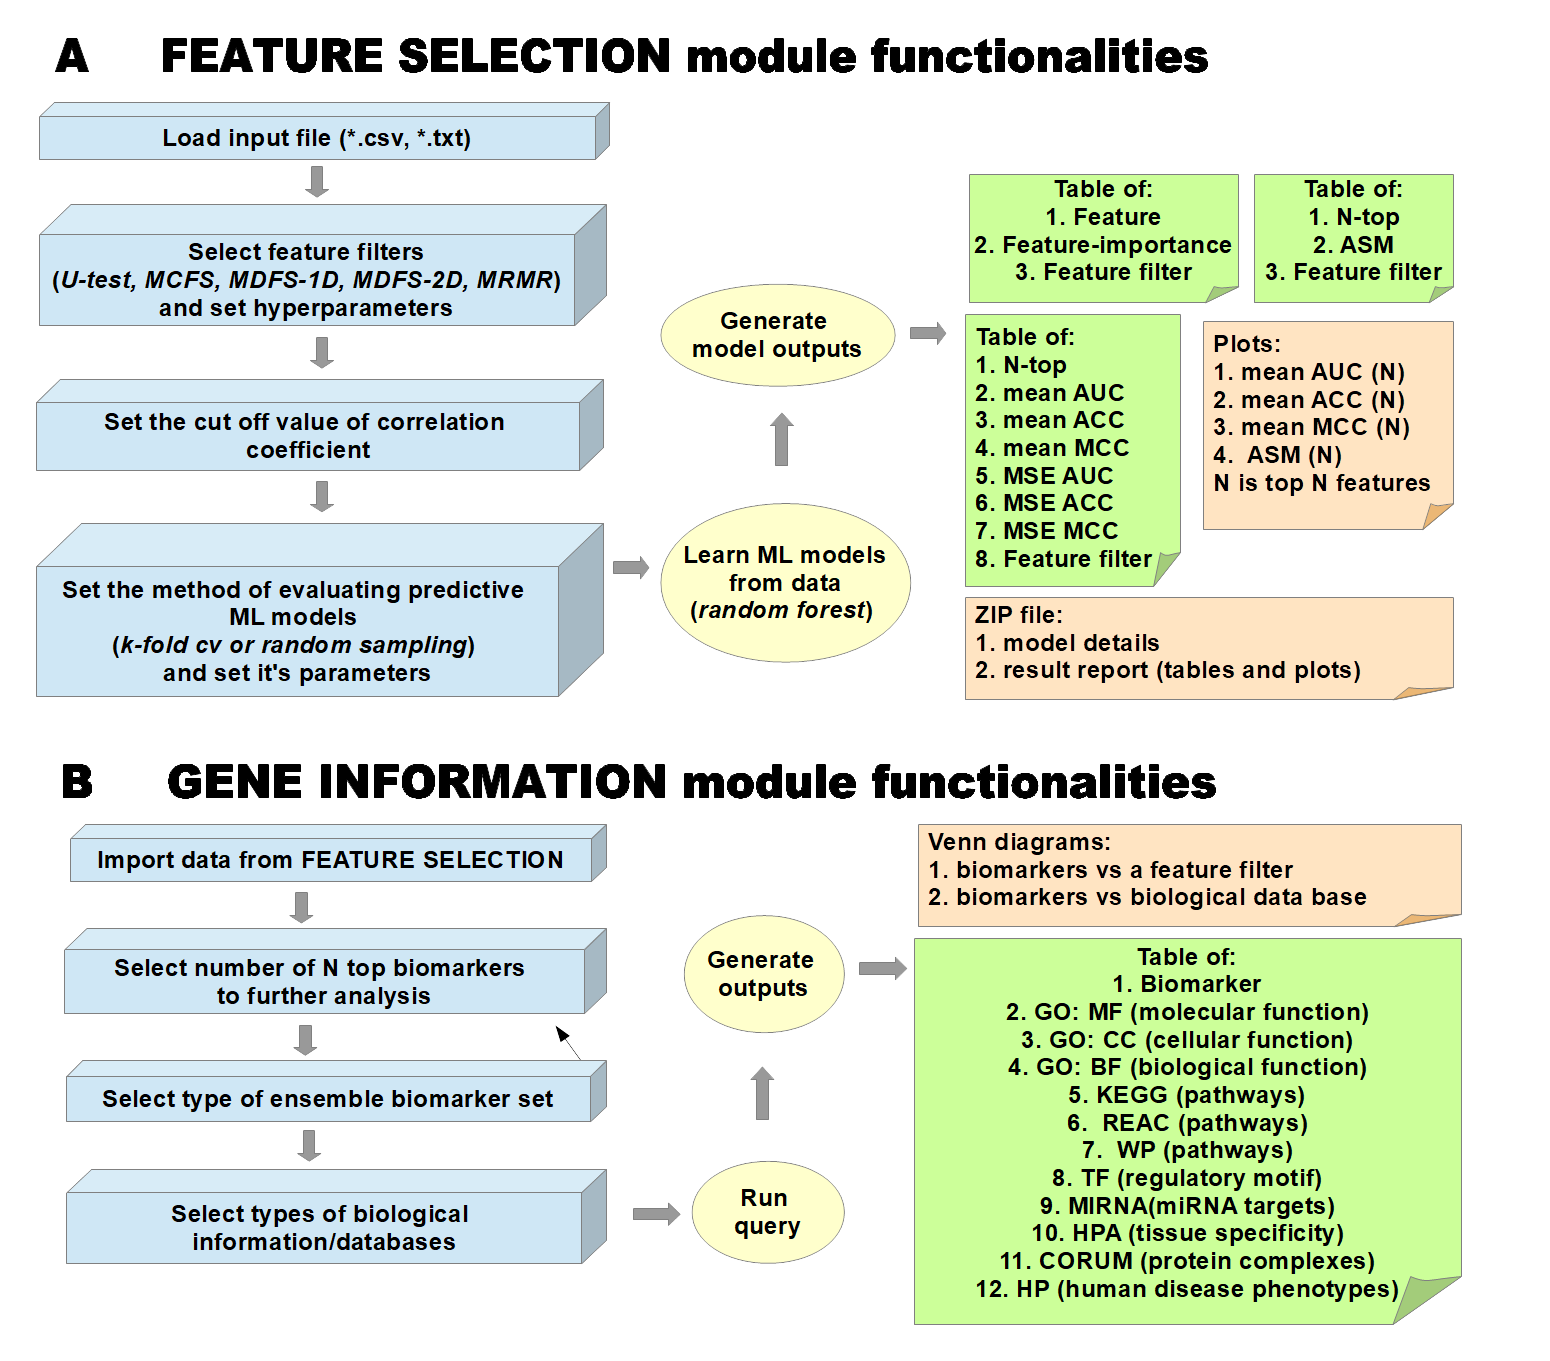 A FEATURE SELECTION module functionalities
Load input file (*.csv, *.txt)
Select feature filters
(U-test, MCFS, MDFS-1D, MDFS-2D, MRMR)
and set hyperparameters
Set the cut off value of correlation
coefficient
Set the method of evaluating predictive
ML models
(k-fold cv or random sampling)
and set it's parameters
Learn ML models
from data
(random forest)
Generate
model outputs
Table of:
1. Feature
2. Feature-importance
3. Feature filter
Table of:
1. N-top
2. ASM
3. Feature filter
Table of:
1. N-top
2. mean AUC
3. mean ACC
4. mean MCC
5. MSE AUC
6. MSE ACC
7. MSE MCC
8. Feature filter
Plots:
1. mean AUC (N)
2. mean ACC (N)
3. mean MCC (N)
4. ASM (N)
N is top N features
ZIP file:
1. model details
2. result report (tables and plots)
B GENE INFORMATION module functionalities
Import data from FEATURE SELECTION
Select number of N top biomarkers
to further analysis
Select type of ensemble biomarker set
Select types of biological
information/databases
Run
query
Generate
outputs
Venn diagrams:
1. biomarkers vs a feature filter
2. biomarkers vs biological data base
Table of:
1. Biomarker
2. GO: MF (molecular function)
3. GO: CC (cellular function)
4. GO: BF (biological function)
5. KEGG (pathways)
6. REAC (pathways)
7. WP (pathways)
8. TF (regulatory motif)
9. MIRNA(miRNA targets)
10. HPA (tissue specificity)
11. CORUM (protein complexes)
12. HP (human disease phenotypes)